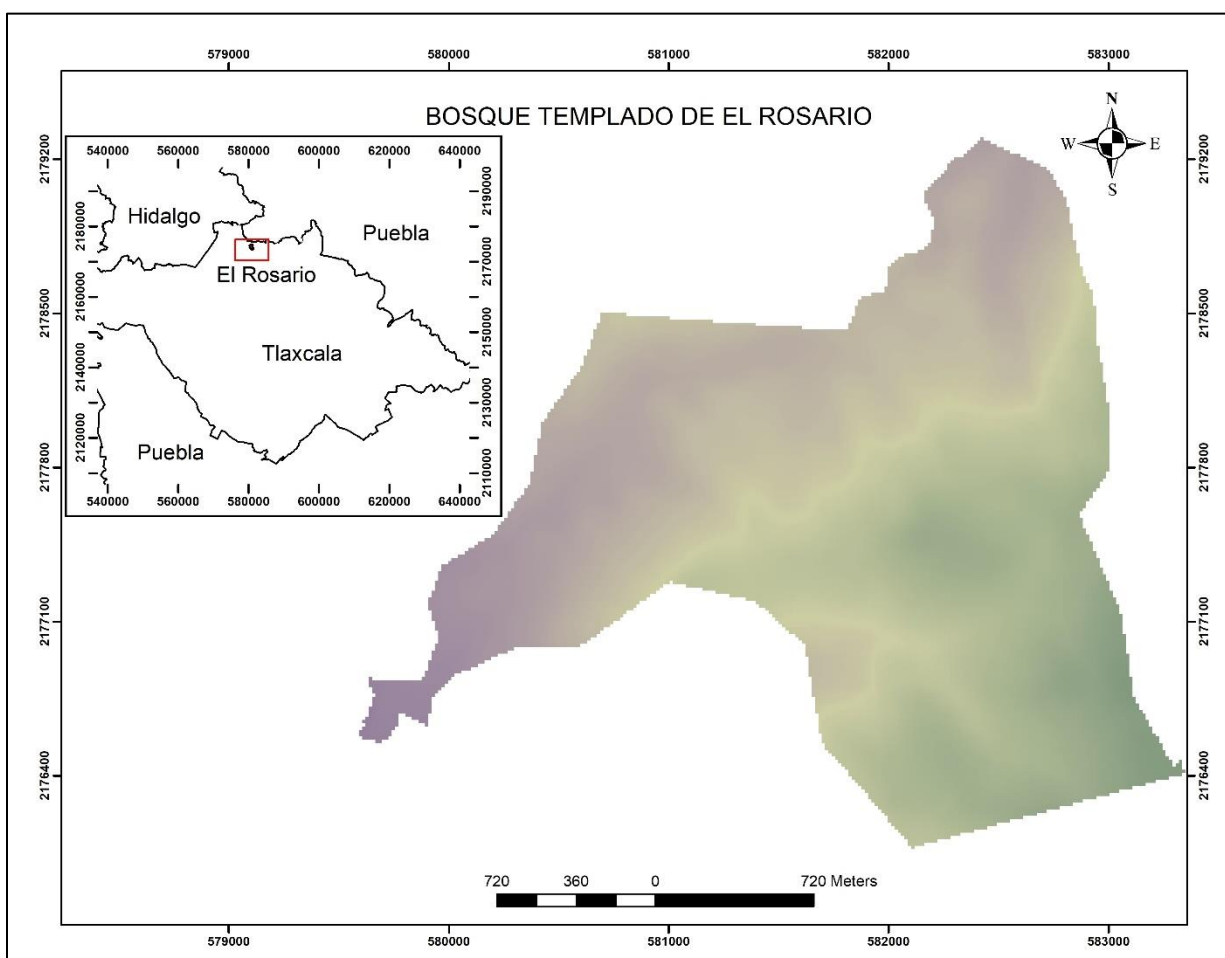 579000 580000 581000 582000 583000
BOSQUE TEMPLADO DE EL ROSARIO
N
W E
S
540000 560000 580000 600000 620000 640000
2179200
2179200
2190000
Hidalgo
Puebla
2180000
2170000
El Rosario
2178500
2178500
2160000
2150000
Tlaxcala
2140000
2130000
2177800
2177800
2120000
Puebla
2110000
540000 560000 580000 600000 620000 640000
2177100
2177100
2176400
2176400
720 360 0 720 Meters
579000 580000 581000 582000 583000